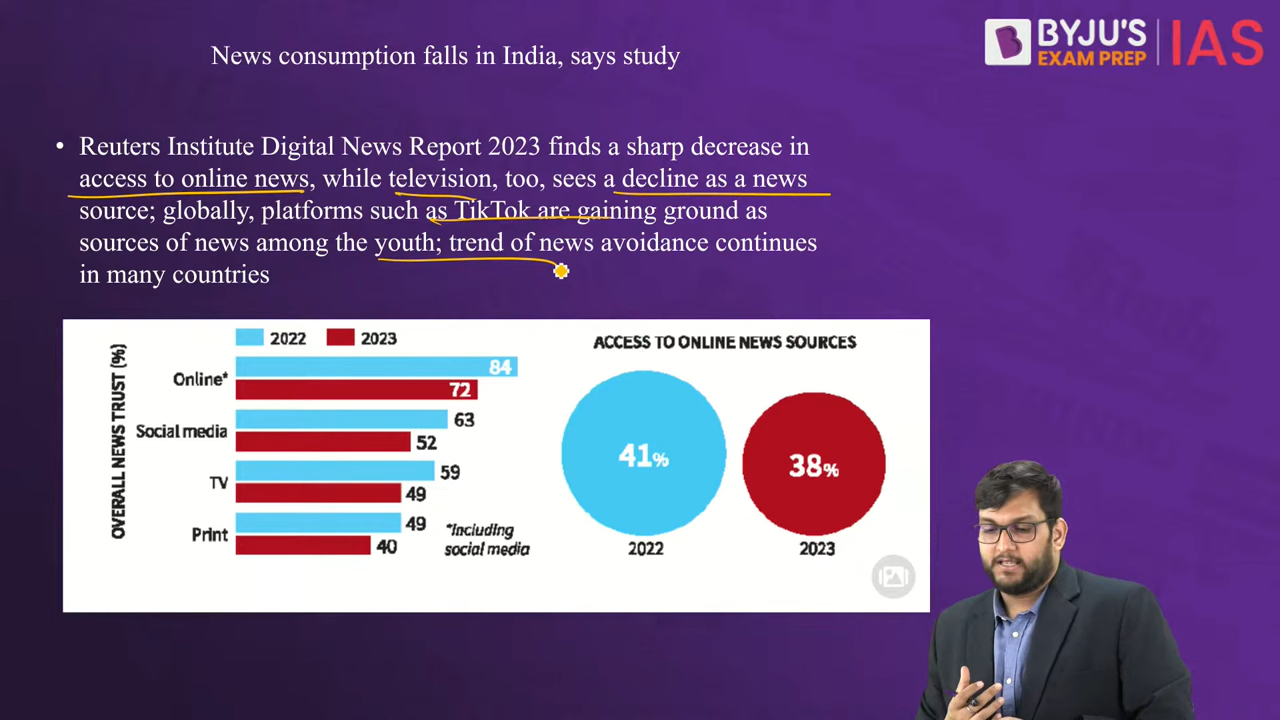 News consumption falls in India, says study
BYJU'S
EXAM PREP
IAS
• Reuters Institute Digital News Report 2023 finds a sharp decrease in
access to online news, while television, too, sees a decline as a news
source; globally, platforms such as TikTok are gaining ground as
sources of news among the youth; trend of news avoidance continues
in many countries
OVERALL NEWS TRUST (%)
2022 2023
Online* 84
72
Social media 63
52
TV 59
49
Print 49
40
*Including
social media
ACCESS TO ONLINE NEWS SOURCES
41% 38%
2022 2023